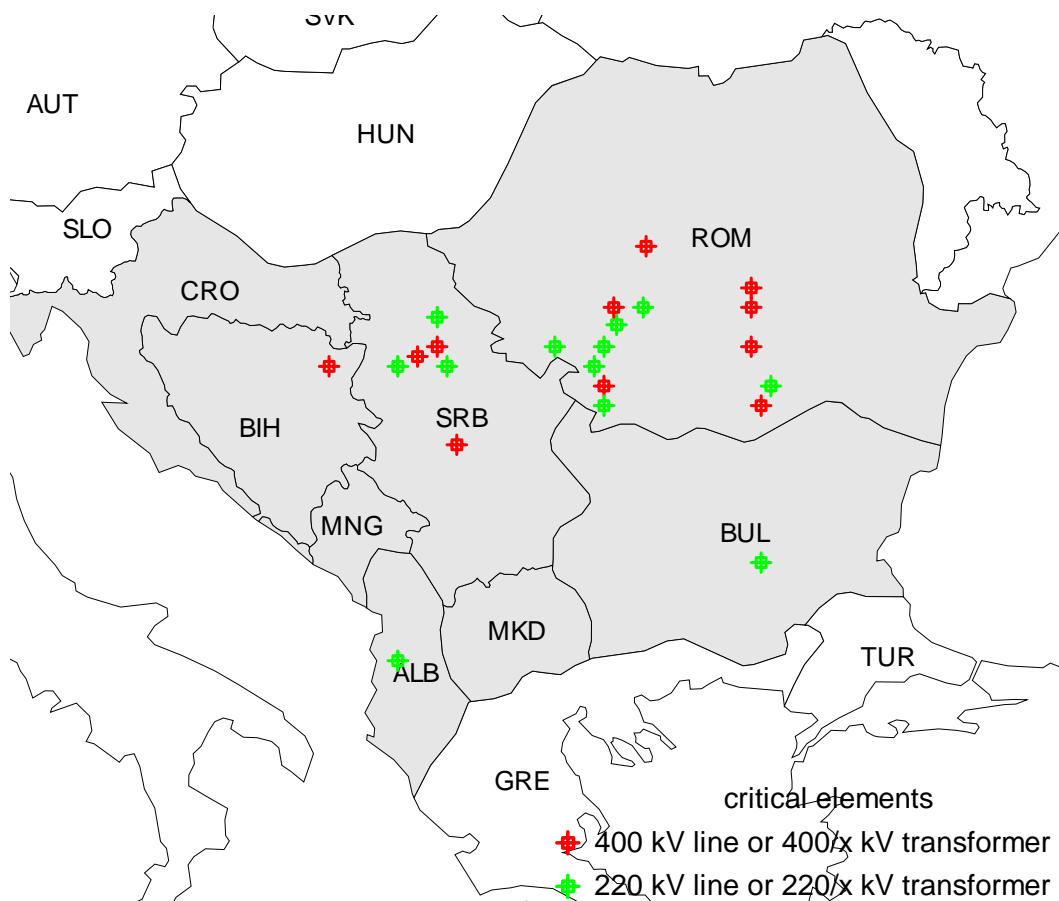 SVK
AUT
HUN
SLO
ROM
CRO
SRB
BIH
MNG
BUL
MKD
TUR
ALB
GRE
critical elements
400 kV line or 400/x kV transformer
220 kV line or 220/x kV transformer